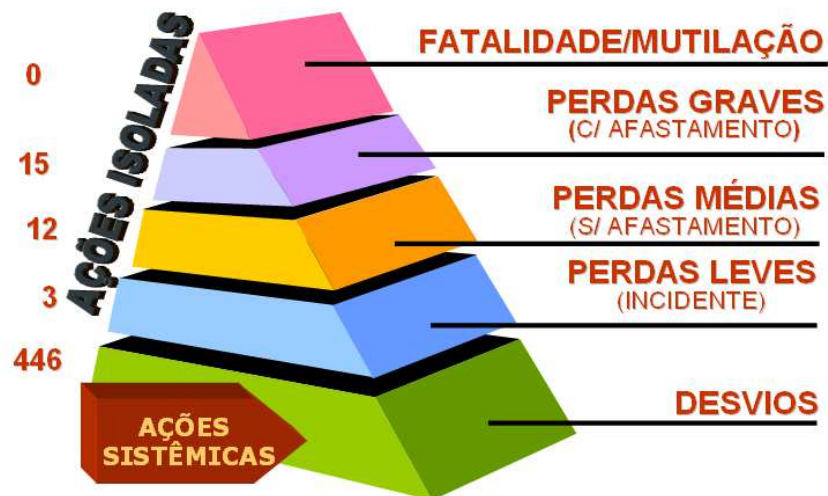 AÇÕES ISOLADAS
FATALIDADE/MUTILAÇÃO
0
PERDAS GRAVES
(C/ AFASTAMENTO)
15
PERDAS MÉDIAS
(S/ AFASTAMENTO)
12
PERDAS LEVES
(INCIDENTE)
3
446
DESVIOS
AÇÕES
SISTÊMICAS